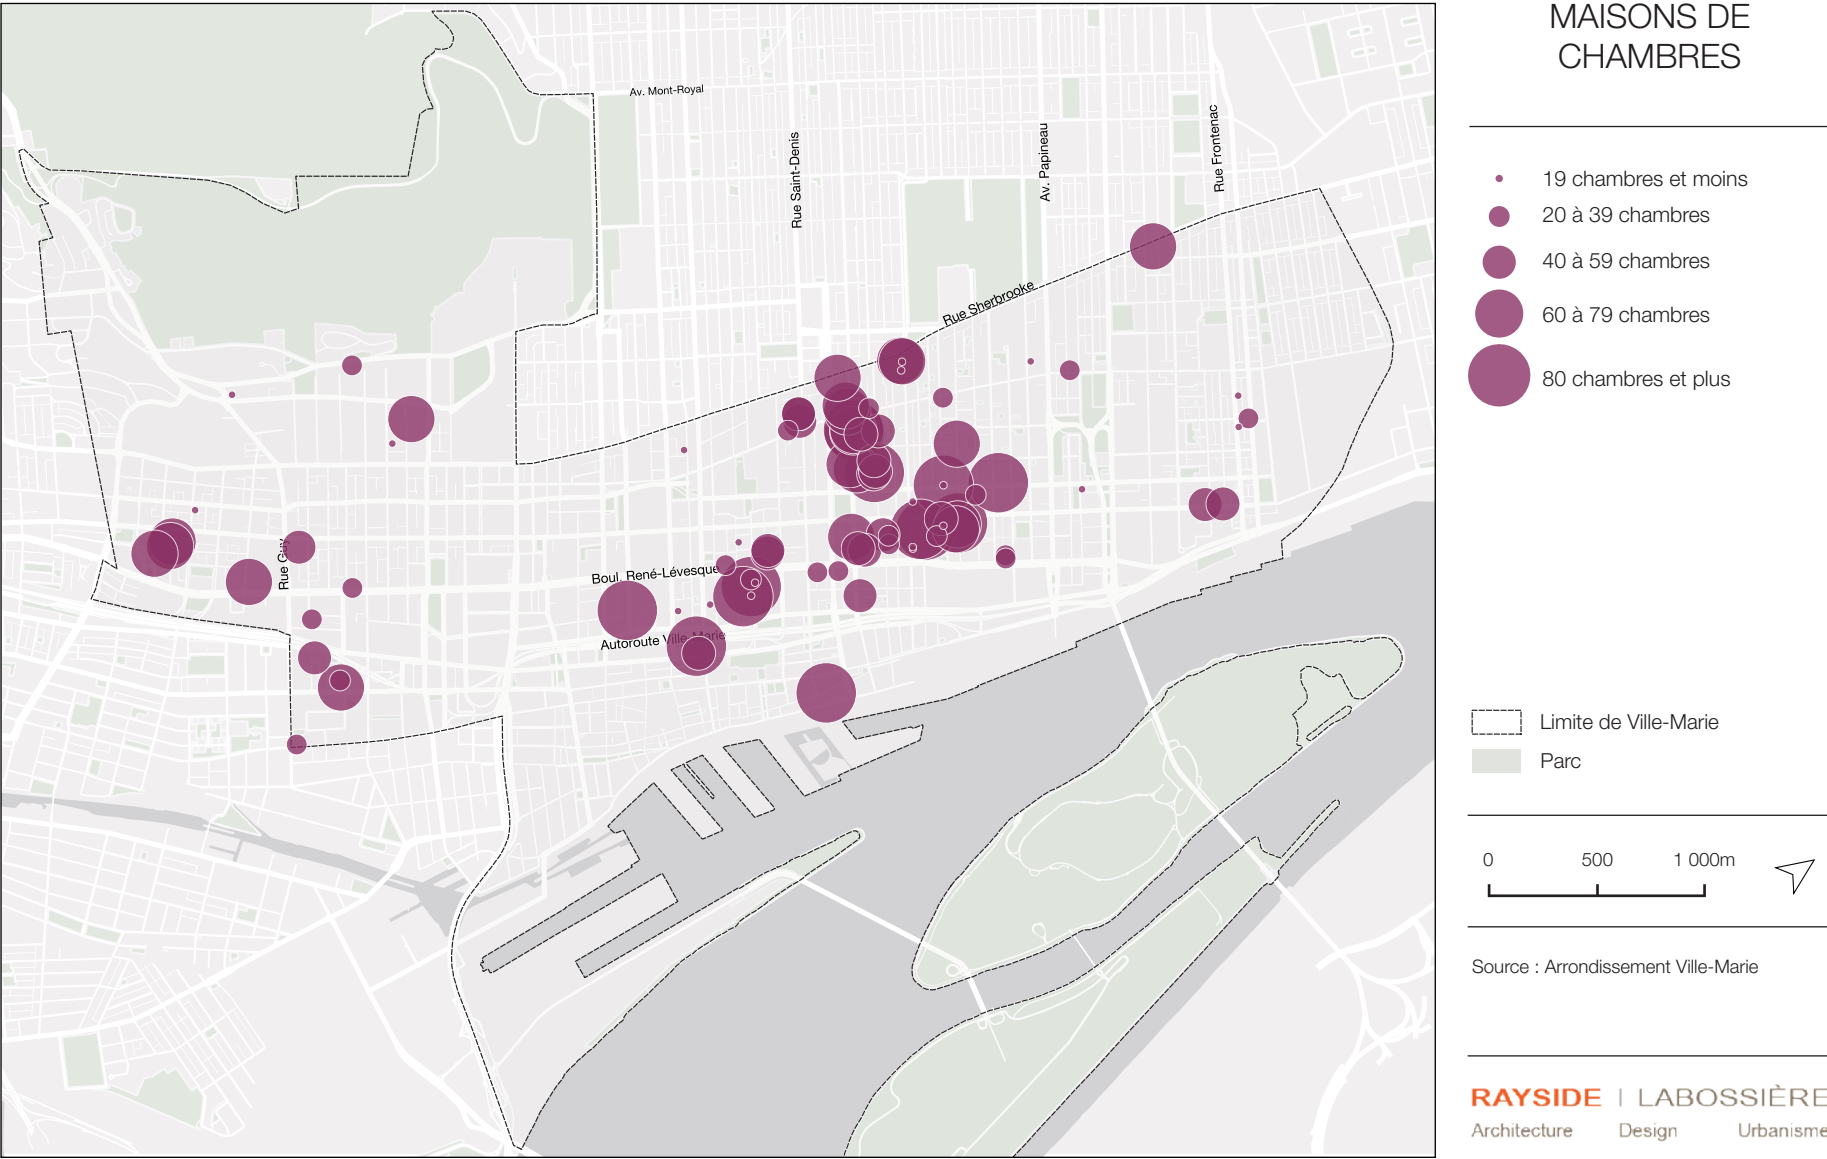 MAISONS DE
CHAMBRES
19 chambres et moins
20 à 39 chambres
40 à 59 chambres
60 à 79 chambres
80 chambres et plus
Av. Mont-Royal
Rue Saint-Denis
Av. Papineau
Rue Frontenac
Rue Sherbrooke
Rue Guy
Boul. René-Lévesque
Autoroute Ville-Marie
Limite de Ville-Marie
Parc
0 500 1 000m
Source : Arrondissement Ville-Marie
RAYSIDE | LABOSSIÈRE
Architecture Design Urbanisme